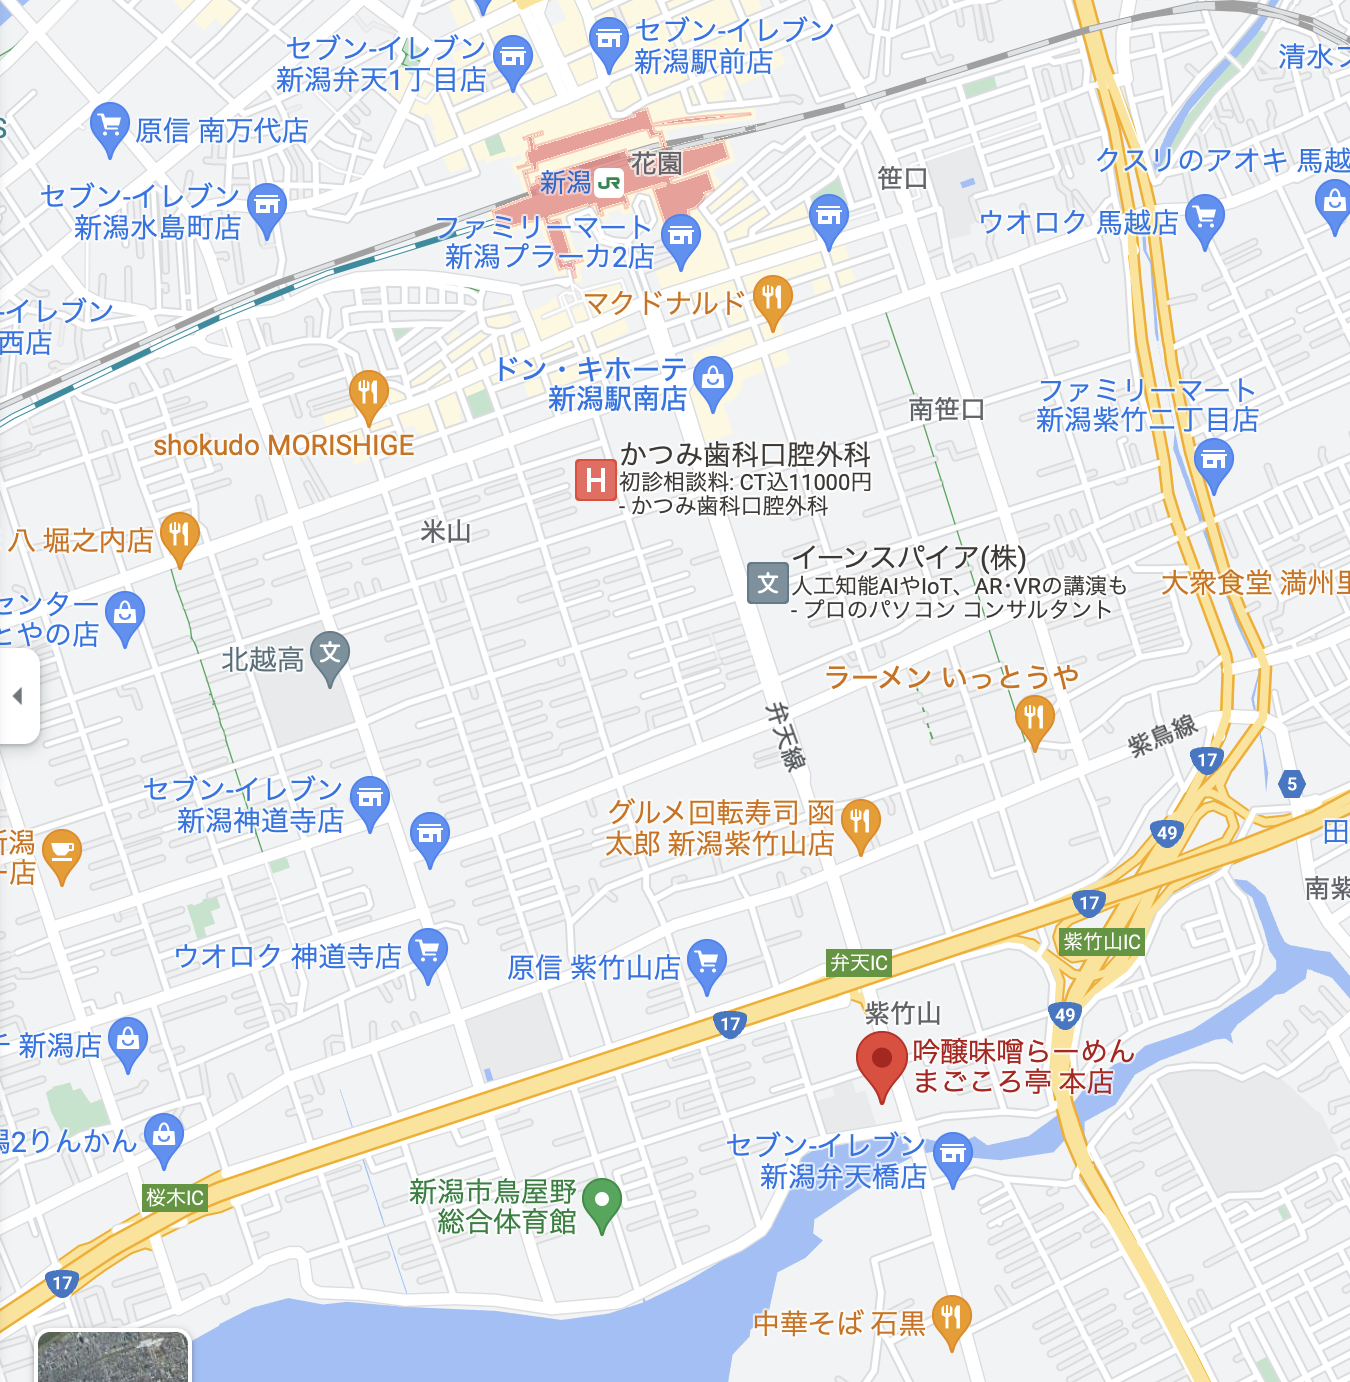 セブン-イレブン
新潟弁天1丁目店
セブン-イレブン
新潟駅前店
原信 南万代店
花園
新潟
JR
笹口
クスリのアオキ 馬越
セブン-イレブン
新潟水島町店
ファミリーマート
新潟プラーカ2店
ウオロク 馬越店
マクドナルド
-イレブン
西店
ドン・キホーテ
新潟駅南店
ファミリーマート
新潟紫竹二丁目店
南笹口
shokudo MORISHIGE
かつみ歯科口腔外科
初診相談料: CT込11000円
- かつみ歯科口腔外科
H
米山
八 堀之内店
イーンスパイア(株)
人工知能AIやIoT、AR･VRの講演も
- プロのパソコン コンサルタント
文
大衆食堂 満州里
センター
とやの店
北越高
文
ラーメン いっとうや
弁天線
紫鳥線
17
5
セブン-イレブン
新潟神道寺店
グルメ回転寿司 函
太郎 新潟紫竹山店
49
田
新潟
店
17
南紫
ウオロク 神道寺店
原信 紫竹山店
弁天IC
紫竹山IC
17
紫竹山
49
新潟店
吟醸味噌らーめん
まごころ亭 本店
潟2りんかん
セブン-イレブン
新潟弁天橋店
桜木IC
新潟市鳥屋野
総合体育館
17
中華そば 石黒